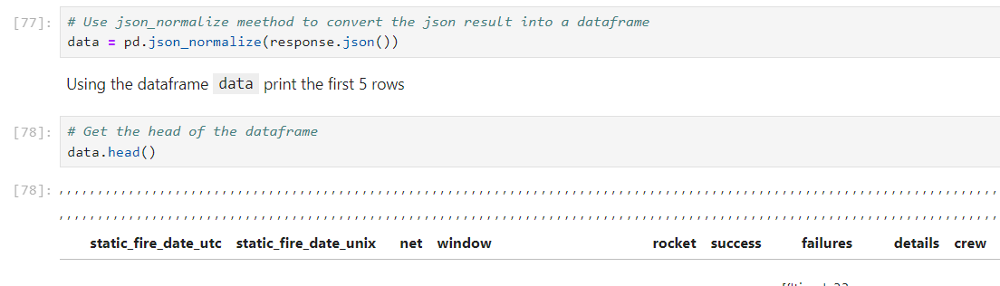 [77]: # Use json_normalize meethod to convert the json result into a dataframe
data = pd.json_normalize(response.json())
Using the dataframe data print the first 5 rows
[78]: # Get the head of the dataframe
data.head()
[78]: ,,,,,,,,,,,,,,,,,,,,,,,,,,,,,,,,,,,,,,,,,,,,,,,,,,,,,,,,,,,,,,,,,,,,,,,,,,,,,,,,,,,,,,,,,,,,,,,,,,,,,,,,,,,,,,,,,,,,,,,,,,
,,,,,,,,,,,,,,,,,,,,,,,,,,,,,,,,,,,,,,,,,,,,,,,,,,,,,,,,,,,,,,,,,,,,,,,,,,,,,,,,,,,,,,,,,,,,,,,,,,,,,,,,,,,,,,,,,,,,,,,,,,
static_fire_date_utc static_fire_date_unix net window rocket success failures details crew